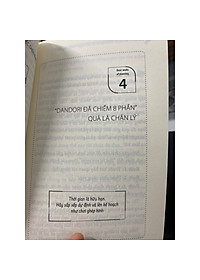 4
"DANDORI ĐÃ CHIẾM 8 PHẦN"
QUẢ LÀ CHÂN LÝ
Thời gian là hữu hạn.
Hãy sắp xếp dự định và lên kế hoạch
như chơi ghép hình